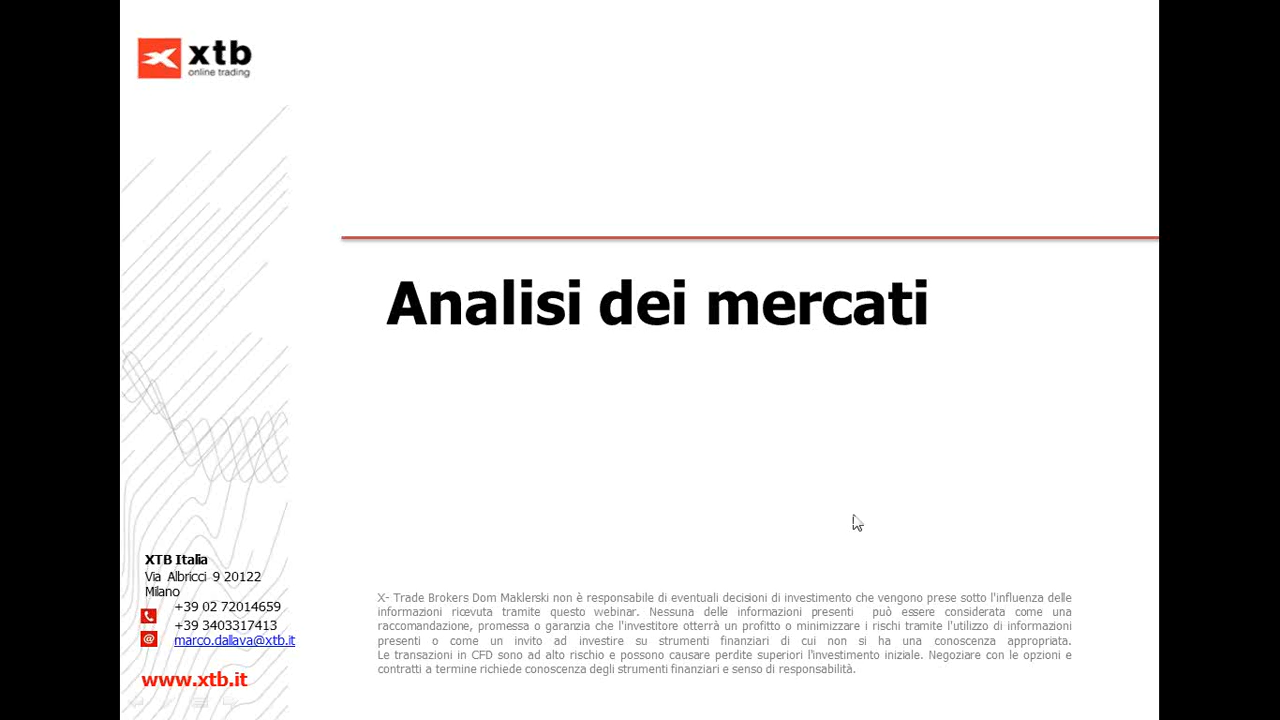 xtb
online trading
Analisi dei mercati
XTB Italia
Via Albricci 9 20122
Milano
+39 02 72014659
+39 3403317413
marco.dallava@xtb.it
www.xtb.it
X- Trade Brokers Dom Maklerski non è responsabile di eventuali decisioni di investimento che vengono prese sotto l'influenza delle
informazioni ricevuta tramite questo webinar. Nessuna delle informazioni presenti può essere considerata come una
raccomandazione, promessa o garanzia che l'investitore otterrà un profitto o minimizzare i rischi tramite l'utilizzo di informazioni
presenti o come un invito ad investire su strumenti finanziari di cui non si ha una conoscenza appropriata.
Le transazioni in CFD sono ad alto rischio e possono causare perdite superiori l'investimento iniziale. Negoziare con le opzioni e
contratti a termine richiede conoscenza degli strumenti finanziari e senso di responsabilità.